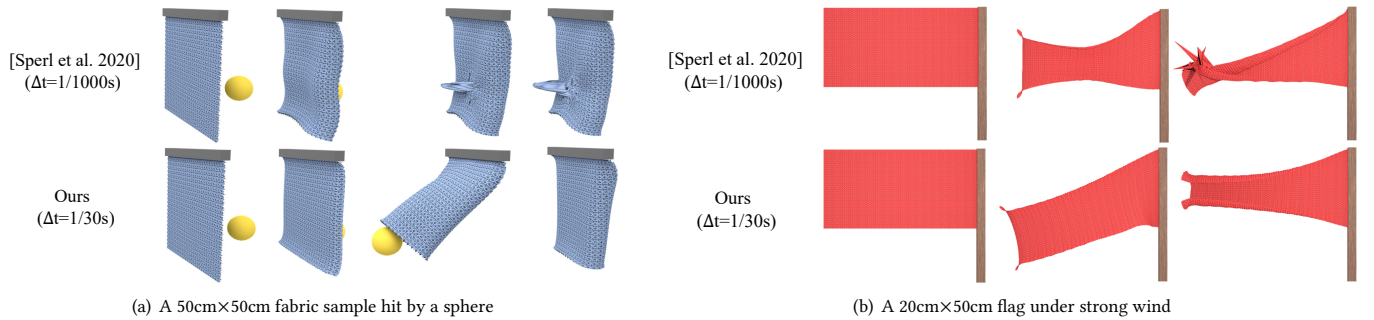 [Sperl et al. 2020]
(Δt=1/1000s)
Ours
(Δt=1/30s)
(a) A 50cm×50cm fabric sample hit by a sphere
[Sperl et al. 2020]
(Δt=1/1000s)
Ours
(Δt=1/30s)
(b) A 20cm×50cm flag under strong wind